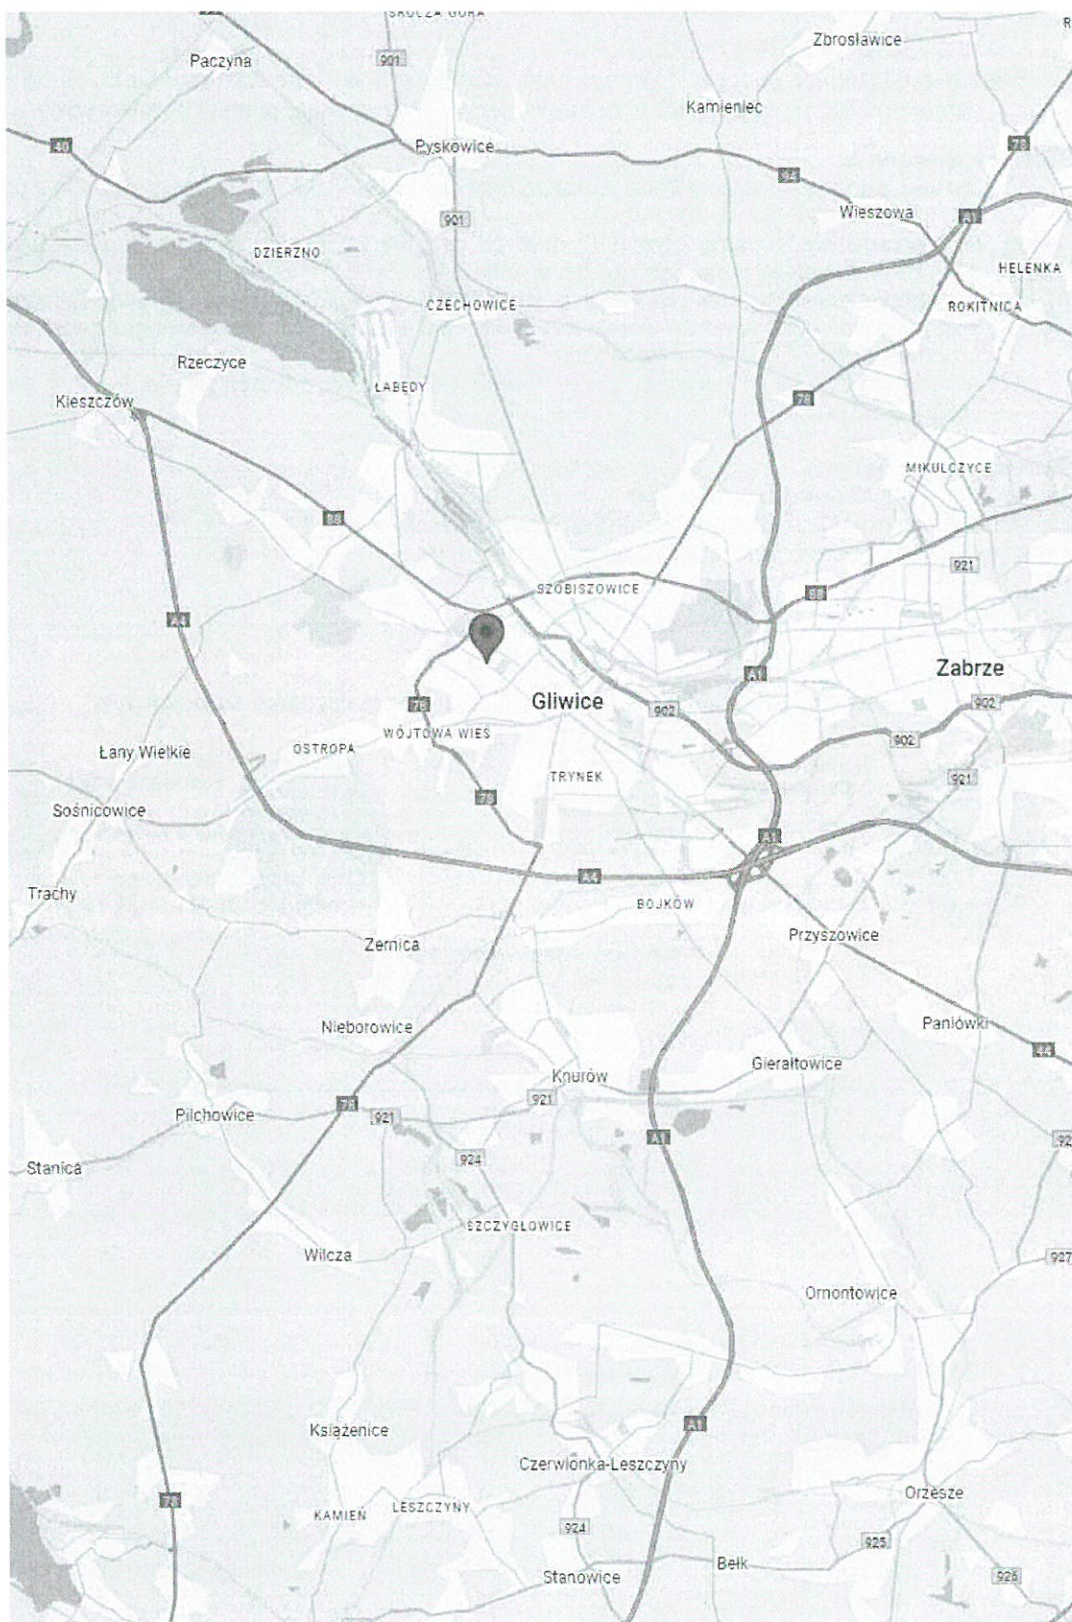 Zbrosławice
Paczyna
901
Kamieniec
78
40
Pyskowice
94
Wieszowa
A1
901
DZIERZNO
HELENKA
CZECHOWICE
ROKITNICA
Rzeczyce
ŁABĘDY
Kleszczów
78
MIKULCZYCE
88
921
SZOBISZOWICE
88
A4
Zabrze
A1
Gliwice
78
902
902
WÓJTOWA WIEŚ
902
OSTROPA
Łany Wielkie
TRYNEK
921
78
Sośnicowice
A1
A4
Trachy
BOJKÓW
Przyszowice
Żernica
Nieborowice
Paniówki
44
Gierałtowice
Knurów
921
78
Pilchowice
921
A1
924
Stanica
SZCZYGŁOWICE
Wilcza
927
Ornontowice
A1
Książenice
Czerwionka-Leszczyny
Orzesze
78
LESZCZYNY
KAMIEŃ
924
925
Bełk
Stanowice
926